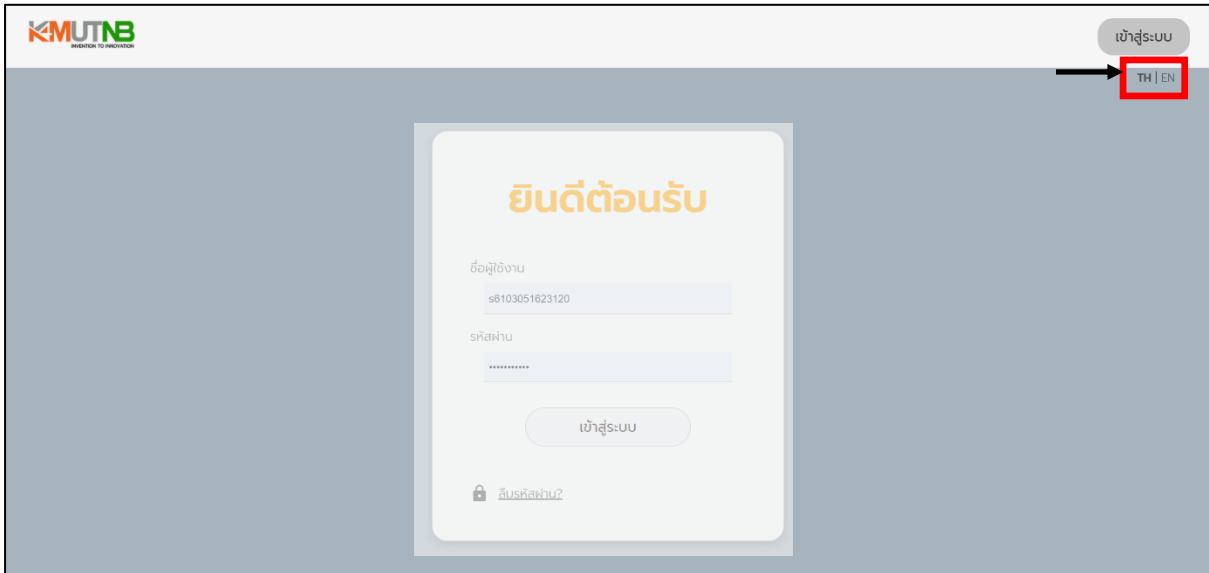 KMUTNB
INVENTION TO INNOVATION
เข้าสู่ระบบ
TH | EN
ยินดีต้อนรับ
ชื่อผู้ใช้งาน
s6103051623120
รหัสผ่าน
•••••••••••
เข้าสู่ระบบ
ลืมรหัสผ่าน?